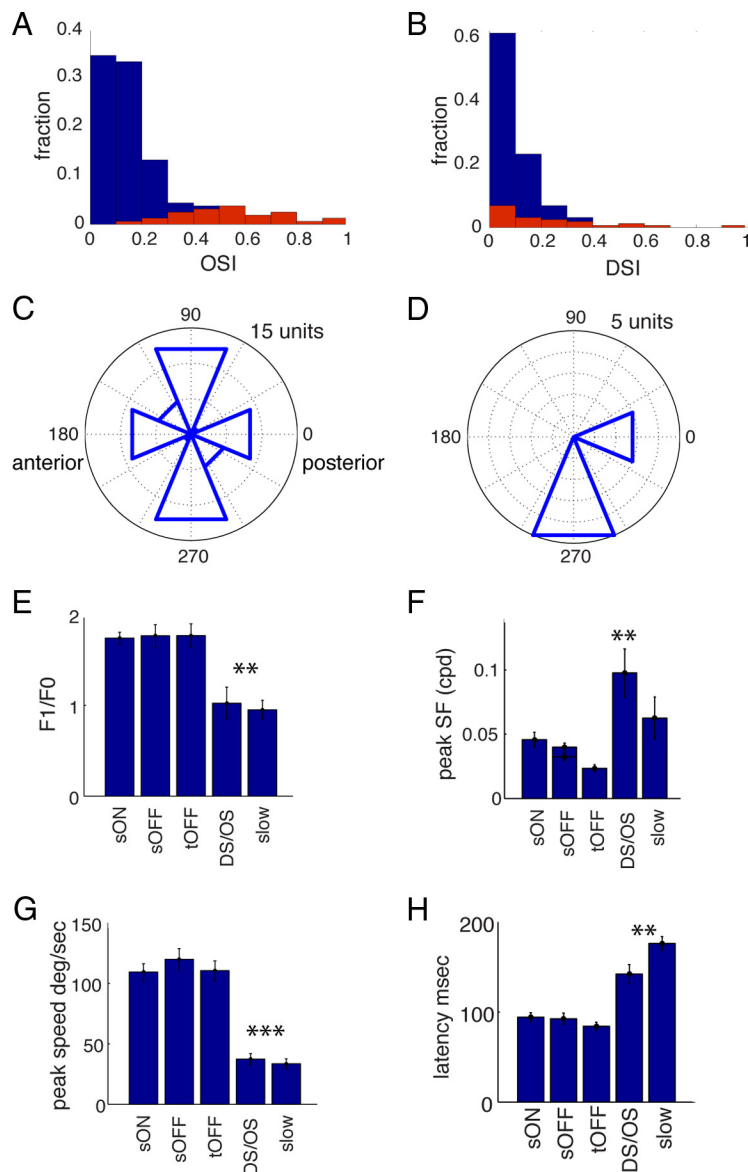 A
0.4
0.3
0.2
0.1
0
fraction
0 0.2 0.4 0.6 0.8 1
OSI
B
0.6
0.4
0.2
0
fraction
0 0.2 0.4 0.6 0.8 1
DSI
C
90
15 units
180
anterior
0
posterior
270
D
90
5 units
180
0
270
E
2
1
0
F1/F0
**
sON
sOFF
tOFF
DS/OS
slow
F
0.1
0.05
0
peak SF (cpd)
**
sON
sOFF
tOFF
DS/OS
slow
G
150
100
50
0
peak speed deg/sec
***
sON
sOFF
tOFF
DS/OS
slow
H
200
100
0
latency msec
**
sON
sOFF
tOFF
DS/OS
slow